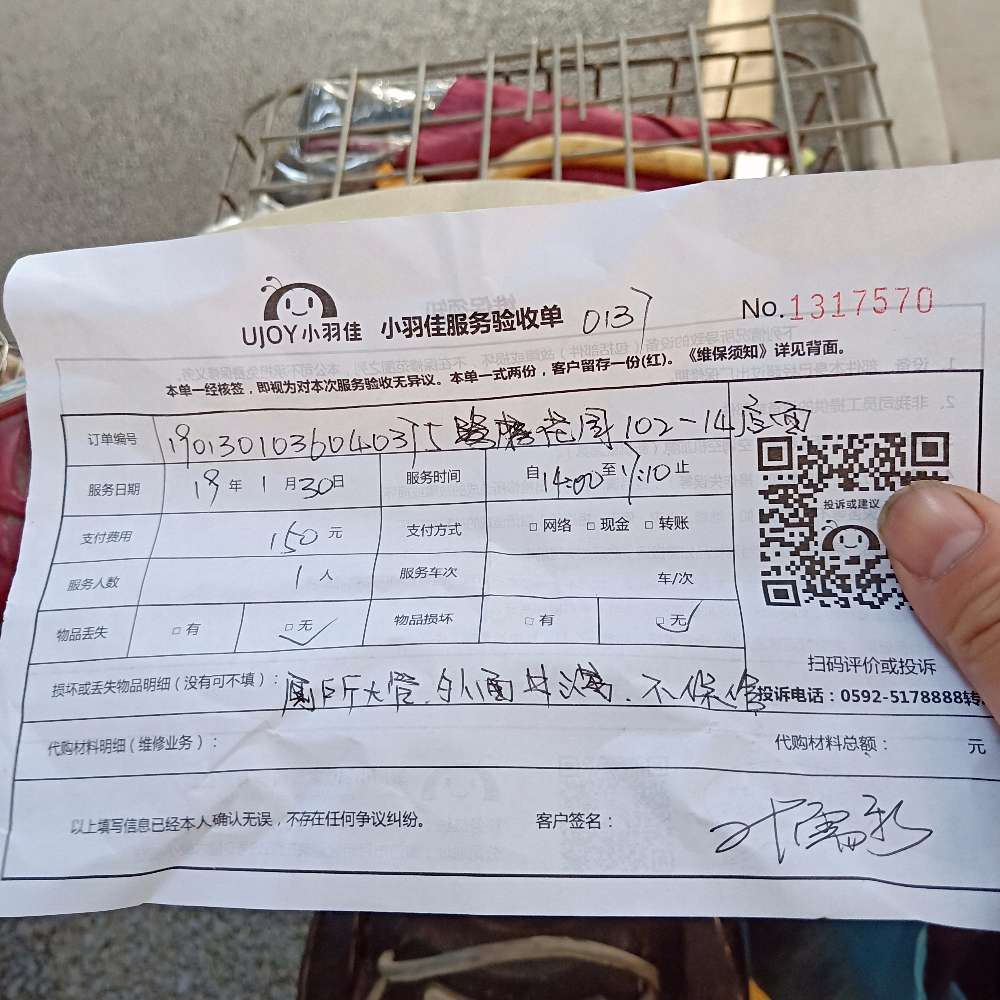 UJOY小羽佳 小羽佳服务验收单 0137 No.1317570
本单一经核签，即视为对本次服务验收无异议。本单一式两份，客户留存一份(红)。《维保须知》详见背面。
订单编号 102-14店面
服务日期 19年1月30日 服务时间 自14:00至17:10止
支付费用 150元 支付方式 □网络 □现金 □转账
投诉或建议
服务人数 1人 服务车次 车/次
物品丢失 □有 □无 物品损坏 □有 □无
扫码评价或投诉
损坏或丢失物品明细（没有可不填）：厕所大管.外面井满.不保修
投诉电话：0592-5178888转
代购材料明细（维修业务）： 代购材料总额： 元
以上填写信息已经本人确认无误，不存在任何争议纠纷。 客户签名：